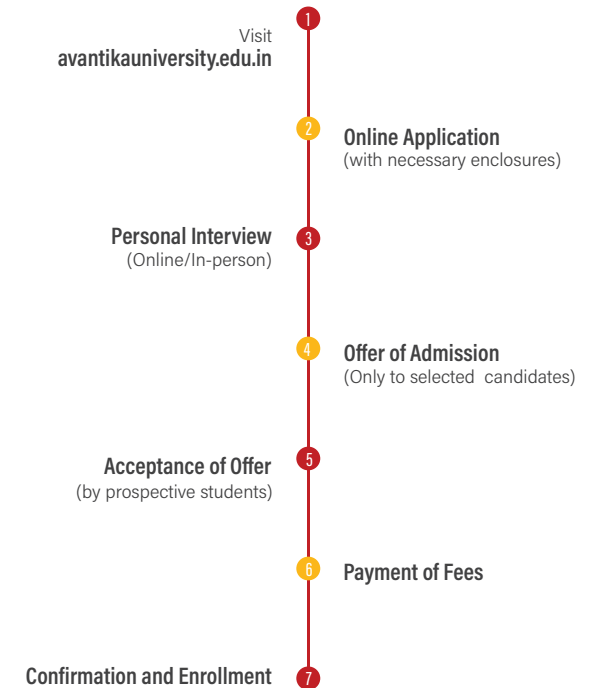 1
Visit
avantikauniversity.edu.in
2
Online Application
(with necessary enclosures)
Personal Interview
3
(Online/In-person)
4
Offer of Admission
(Only to selected candidates)
Acceptance of Offer
5
(by prospective students)
6
Payment of Fees
Confirmation and Enrollment
7